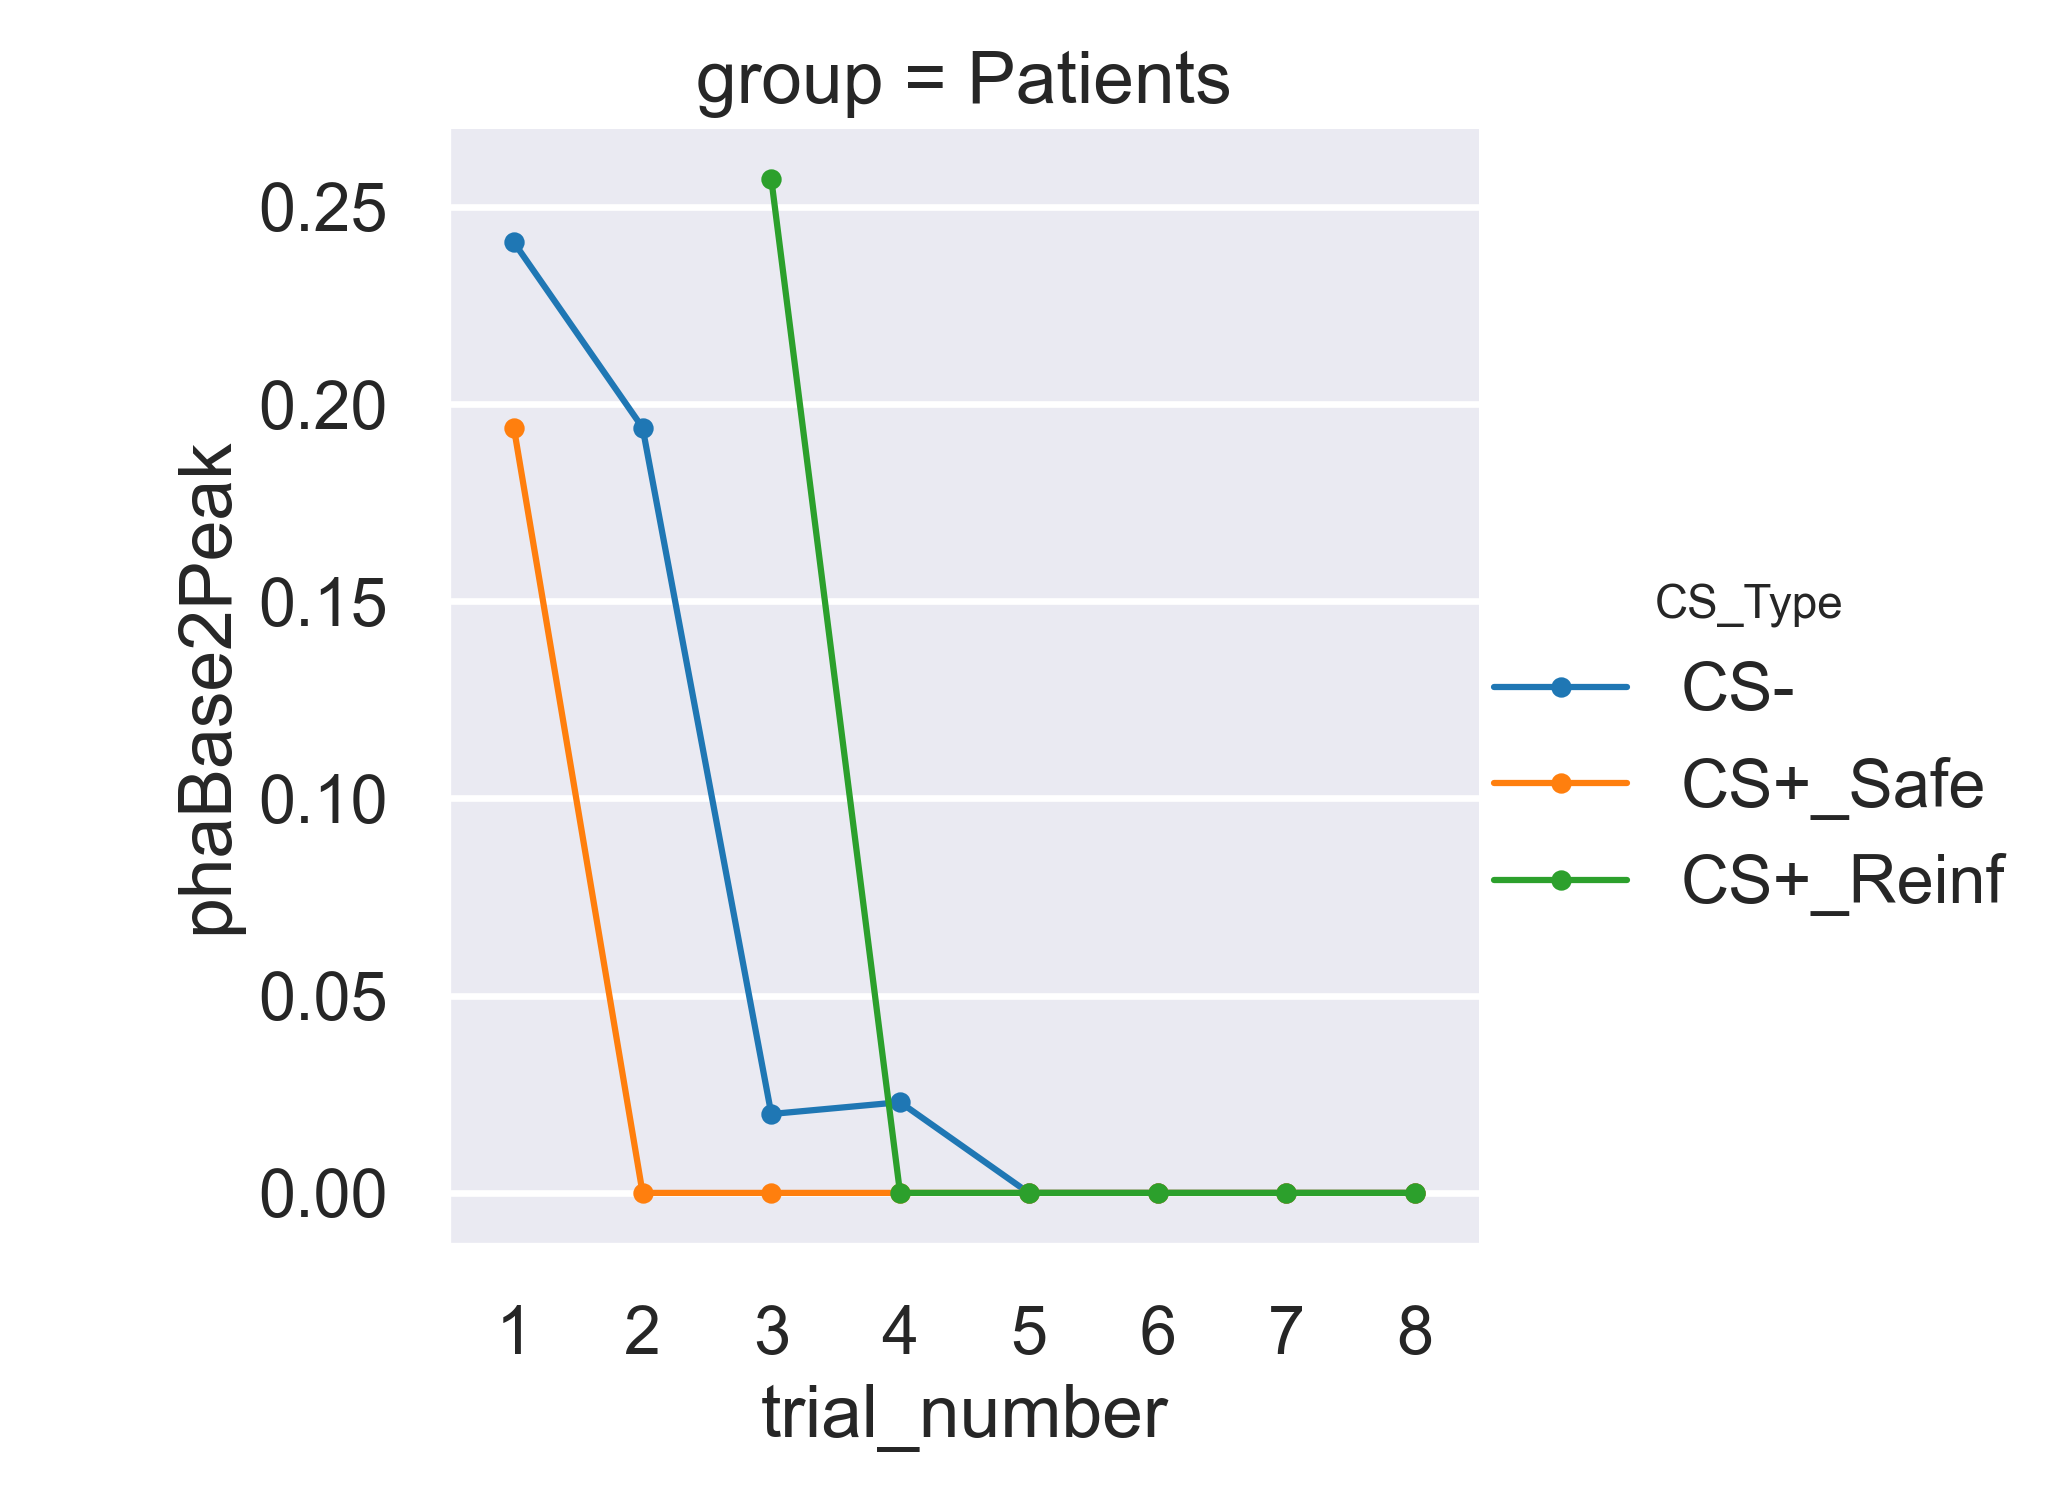 group = Patients
0.25
0.20
0.15
0.10
0.05
0.00
phaBase2Peak
1 2 3 4 5 6 7 8
trial_number
CS_Type
CS-
CS+_Safe
CS+_Reinf